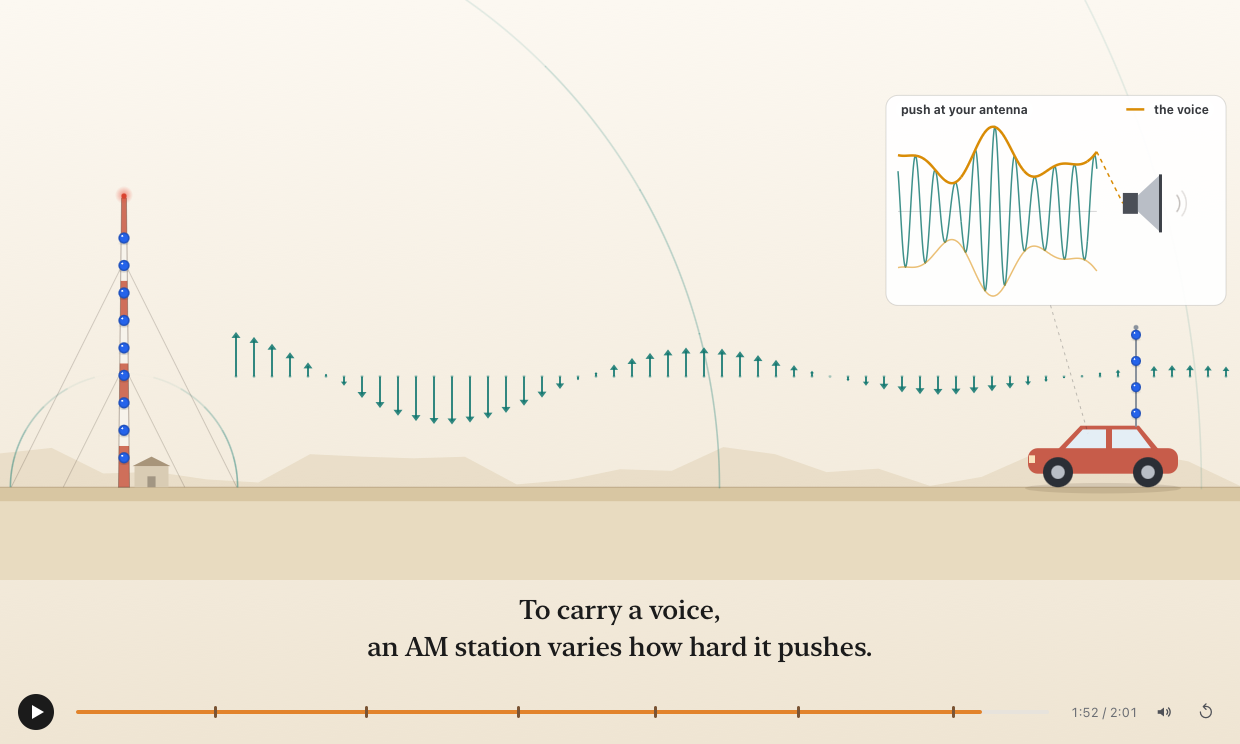 push at your antenna
the voice
To carry a voice,
an AM station varies how hard it pushes.
1:52 / 2:01